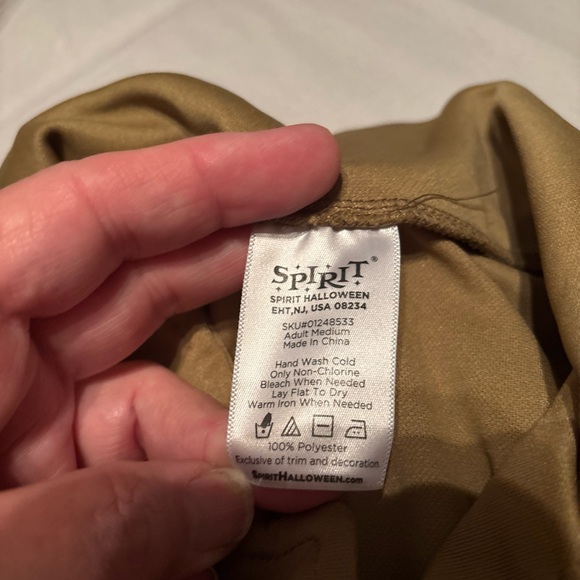 SPIRIT®
SPIRIT HALLOWEEN
EHT,NJ, USA 08234
SKU#01248533
Adult Medium
Made In China
Hand Wash Cold
Only Non-Chlorine
Bleach When Needed
Lay Flat To Dry
Warm Iron When Needed
100% Polyester
Exclusive of trim and decoration
SPIRITHALLOWEEN.com